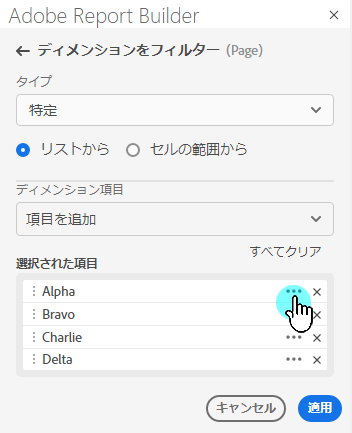 Adobe Report Builder
ディメンションをフィルター (Page)
タイプ
特定
リストから セルの範囲から
ディメンション項目
項目を追加
すべてクリア
選択された項目
Alpha
Bravo
Charlie
Delta
キャンセル 適用